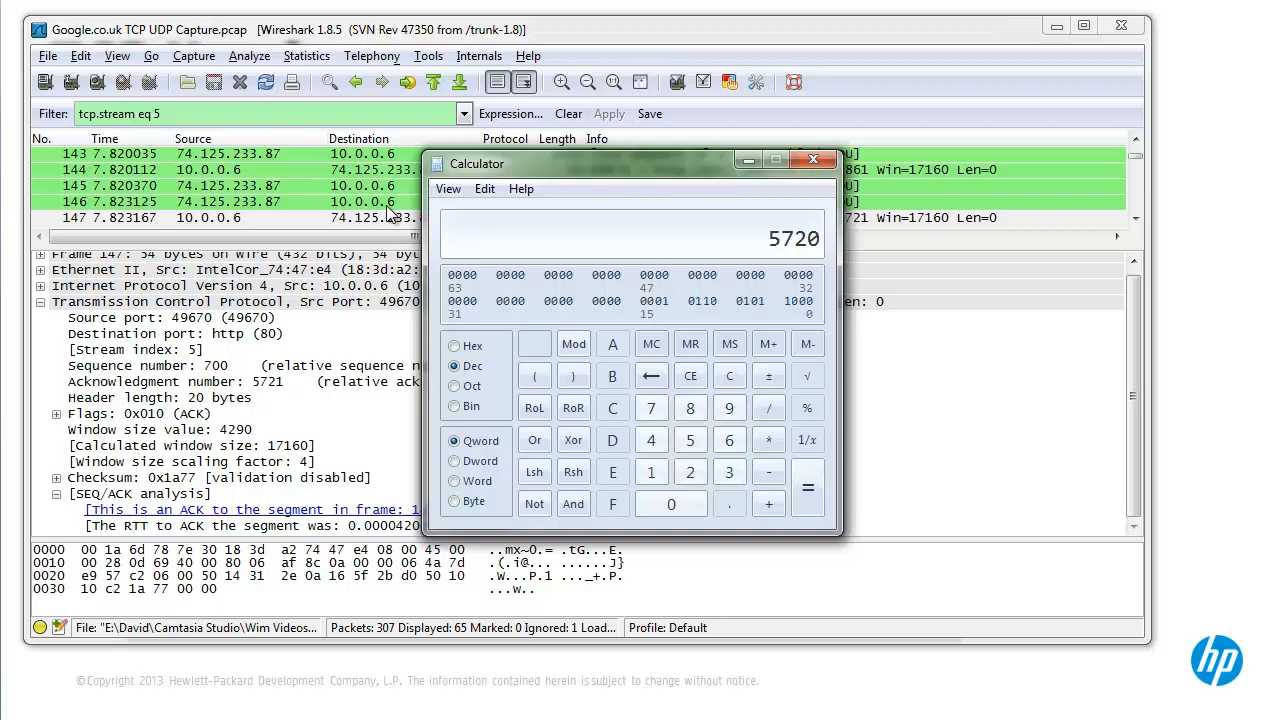 Google.co.uk TCP UDP Capture.pcap [Wireshark 1.8.5 (SVN Rev 47350 from /trunk-1.8)]
File Edit View Go Capture Analyze Statistics Telephony Tools Internals Help
Filter: tcp.stream eq 5 Expression... Clear Apply Save
No. Time Source Destination Protocol Length Info
143 7.820035 74.125.233.87 10.0.0.6 U]
144 7.820112 10.0.0.6 74.125.233. 861 Win=17160 Len=0
145 7.820370 74.125.233.87 10.0.0.6 U]
146 7.823125 74.125.233.87 10.0.0.6 U]
147 7.823167 10.0.0.6 74.125.233.8 721 Win=17160 Len=0
Frame 147: 54 bytes on wire (432 bits), 54 byte
Ethernet II, Src: IntelCor_74:47:e4 (18:3d:a2:
Internet Protocol Version 4, Src: 10.0.0.6 (1
Transmission Control Protocol, Src Port: 49670 en: 0
Source port: 49670 (49670)
Destination port: http (80)
[Stream index: 5]
Sequence number: 700 (relative sequence n
Acknowledgment number: 5721 (relative ack
Header length: 20 bytes
Flags: 0x010 (ACK)
Window size value: 4290
[Calculated window size: 17160]
[Window size scaling factor: 4]
Checksum: 0x1a77 [validation disabled]
[SEQ/ACK analysis]
[This is an ACK to the segment in frame: 1
[The RTT to ACK the segment was: 0.0000420
Calculator
View Edit Help
5720
0000 0000 0000 0000 0000 0000 0000 0000
63 47 32
0000 0000 0000 0000 0001 0110 0101 1000
31 15 0
Hex Mod A MC MR MS M+ M-
Dec ( ) B ← CE C ± √
Oct
Bin RoL RoR C 7 8 9 / %
Qword Or Xor D 4 5 6 * 1/x
Dword
Word Lsh Rsh E 1 2 3 - =
Byte Not And F 0 . +
0000 00 1a 6d 78 7e 30 18 3d a2 74 47 e4 08 00 45 00 ..mx~0.= .tG...E.
0010 00 28 0d 69 40 00 80 06 af 8c 0a 00 00 06 4a 7d .(.i@... ......J}
0020 e9 57 c2 06 00 50 14 31 2e 0a 16 5f 2b d0 50 10 .W...P.1 ..._+.P.
0030 10 c2 1a 77 00 00 ...w..
File: "E:\David\Camtasia Studio\Wim Videos... Packets: 307 Displayed: 65 Marked: 0 Ignored: 1 Load... Profile: Default
hp
©Copyright 2013 Hewlett-Packard Development Company, L.P. The information contained herein is subject to change without notice.